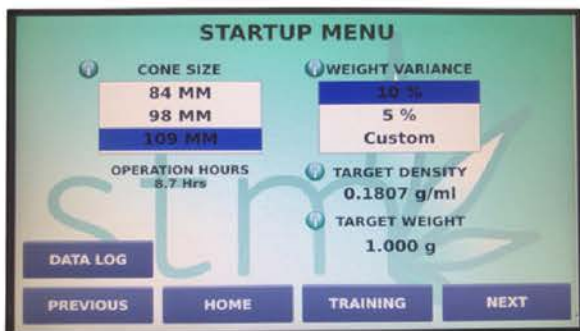 STARTUP MENU
CONE SIZE
84 MM
98 MM
109 MM
OPERATION HOURS
8.7 Hrs
WEIGHT VARIANCE
10 %
5 %
Custom
TARGET DENSITY
0.1807 g/ml
TARGET WEIGHT
1.000 g
stm
DATA LOG
PREVIOUS
HOME
TRAINING
NEXT